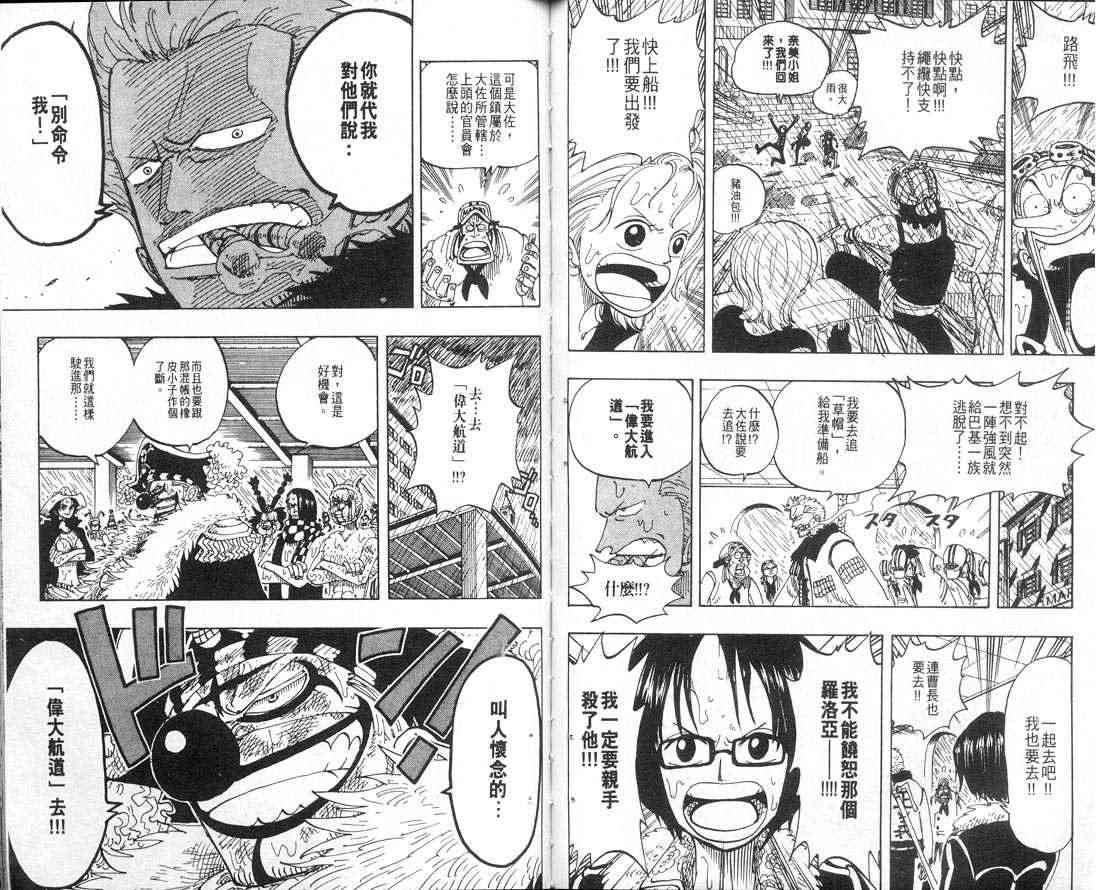 路飛!!!
快點，
快點啊!!!
繩纜快支
持不了！
奈美小姐
，我們回
來了!!!
很大
雨。
豬油包!!!
快上船!!!
我們要出發
了!!!
對不起！
想不到突然
一陣強風就
給巴基一族
逃脫了……
我要去追
「草帽」，
給我準備船。
什麼!?
大佐說要
去追!?
スタ
スタ
我要進入
「偉大航
道」。
什麼!!?
一起去吧!!
我也要去!!
連曹長也
要去!!
我不能饒恕那個
羅洛亞——!!!!
我一定要親手
殺了他!!!
可是大佐，
這個鎮屬於
大佐所管轄…
上頭的官員會
怎麼說……
你就代我
對他們說：
「別命令
我！」
ドドド
去…去
「偉大航道」!!?
對，這是
好機會。
而且也要跟
那混帳的橡
皮小子作個
了斷。
我們就這樣
駛進那……
叫人懷念的…
ドーン
「偉大航道」去!!!